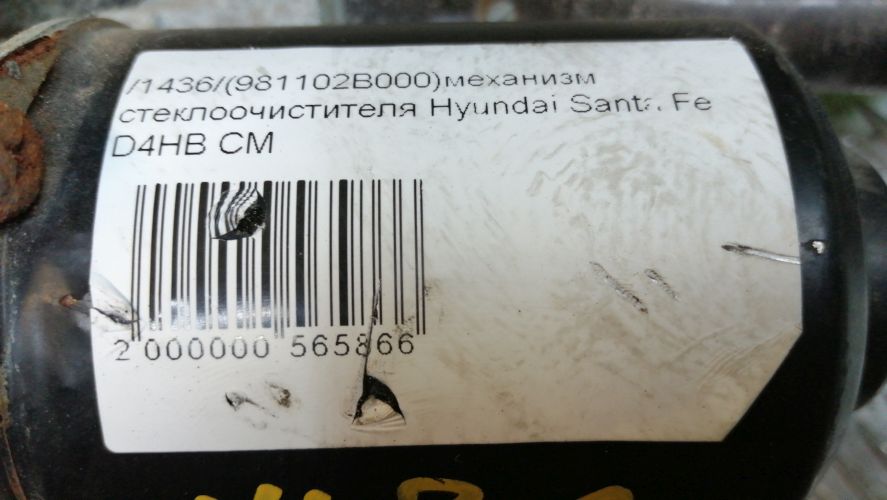 /1436/(981102B000)механизм
стеклоочистителя Hyundai Santa Fe
D4HB CM
2 000000 565866